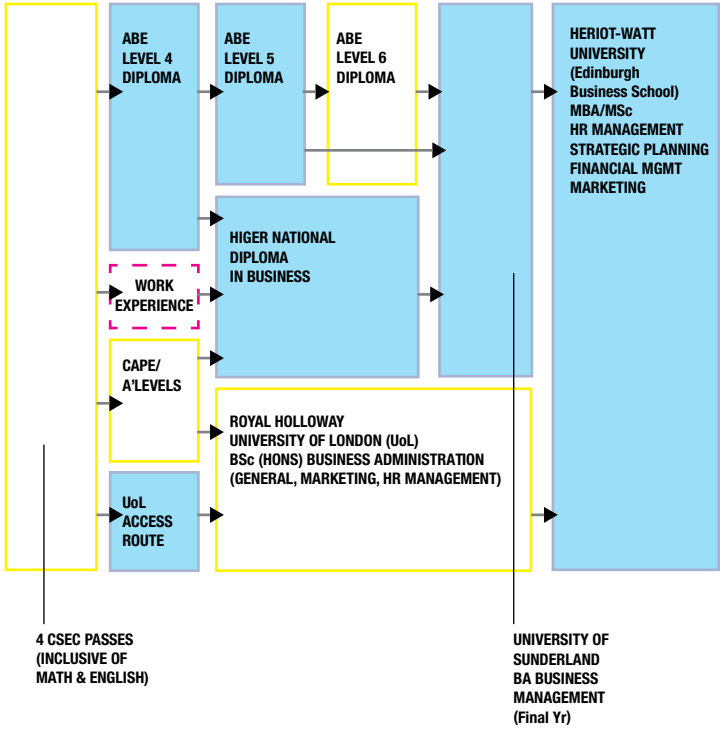 ABE
LEVEL 4
DIPLOMA
ABE
LEVEL 5
DIPLOMA
ABE
LEVEL 6
DIPLOMA
HERIOT-WATT
UNIVERSITY
(Edinburgh
Business School)
MBA/MSc
HR MANAGEMENT
STRATEGIC PLANNING
FINANCIAL MGMT
MARKETING
HIGER NATIONAL
DIPLOMA
IN BUSINESS
WORK
EXPERIENCE
CAPE/
A'LEVELS
ROYAL HOLLOWAY
UNIVERSITY OF LONDON (UoL)
BSc (HONS) BUSINESS ADMINISTRATION
(GENERAL, MARKETING, HR MANAGEMENT)
UoL
ACCESS
ROUTE
4 CSEC PASSES
(INCLUSIVE OF
MATH & ENGLISH)
UNIVERSITY OF
SUNDERLAND
BA BUSINESS
MANAGEMENT
(Final Yr)